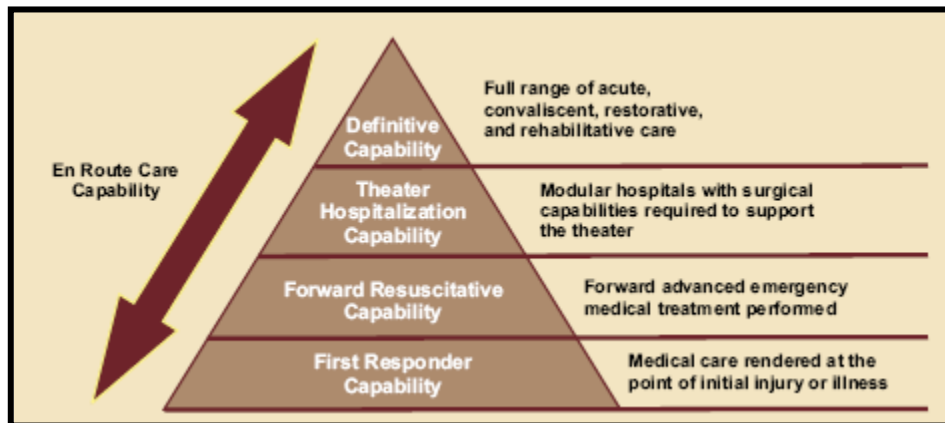 En Route Care
Capability
Definitive
Capability
Full range of acute,
convaliscent, restorative,
and rehabilitative care
Theater
Hospitalization
Capability
Modular hospitals with surgical
capabilities required to support
the theater
Forward Resuscitative
Capability
Forward advanced emergency
medical treatment performed
First Responder
Capability
Medical care rendered at the
point of initial injury or illness